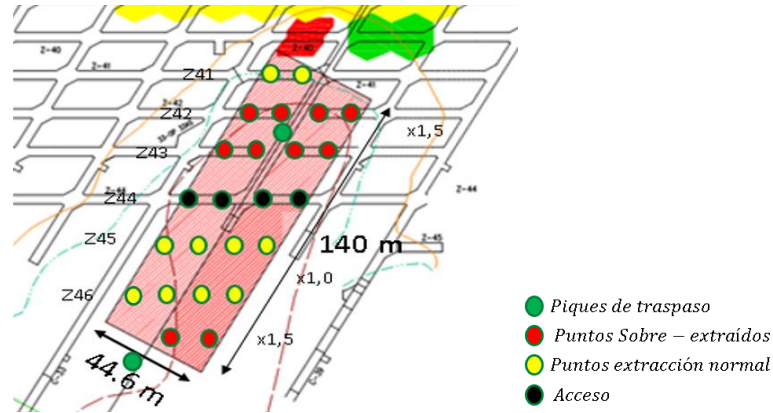 Z-40
Z-40
Z-41
Z41
Z-41
Z-42
Z42
x1,5
Z43
Z-44
Z44
Z-44
Z45
140 m
Z-45
x1,0
Z46
x1,5
44.6 m
Piques de traspaso
Puntos Sobre − extraídos
Puntos extracción normal
Acceso